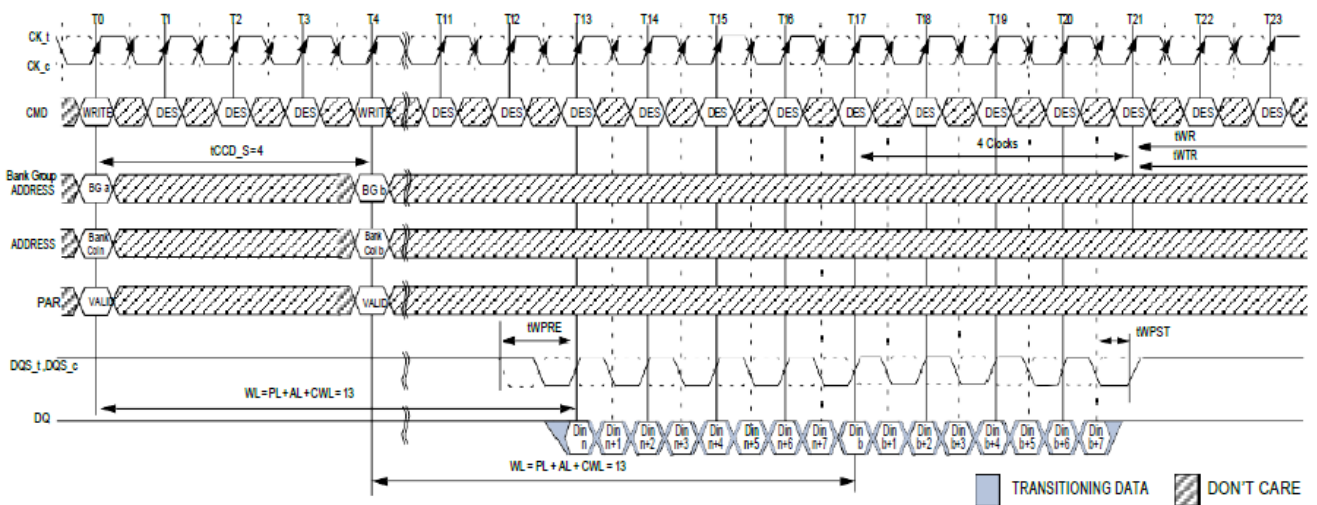 T0 T1 T2 T3 T4 T11 T12 T13 T14 T15 T16 T17 T18 T19 T20 T21 T22 T23
CK_t
CK_c
CMD WRITE DES DES DES WRITE DES DES DES DES DES DES DES DES DES DES DES DES DES
tCCD_S=4 4 Clocks tWR
tWTR
Bank Group
ADDRESS BG a BG b
ADDRESS Bank Col n Bank Col b
PAR VALID VALID
tWPRE tWPST
DQS_t,DQS_c
WL=PL+AL+CWL=13
DQ
Din Din Din Din Din Din Din Din Din Din Din Din Din Din Din Din
n n+1 n+2 n+3 n+4 n+5 n+6 n+7 b b+1 b+2 b+3 b+4 b+5 b+6 b+7
WL = PL + AL + CWL = 13
TRANSITIONING DATA DON'T CARE